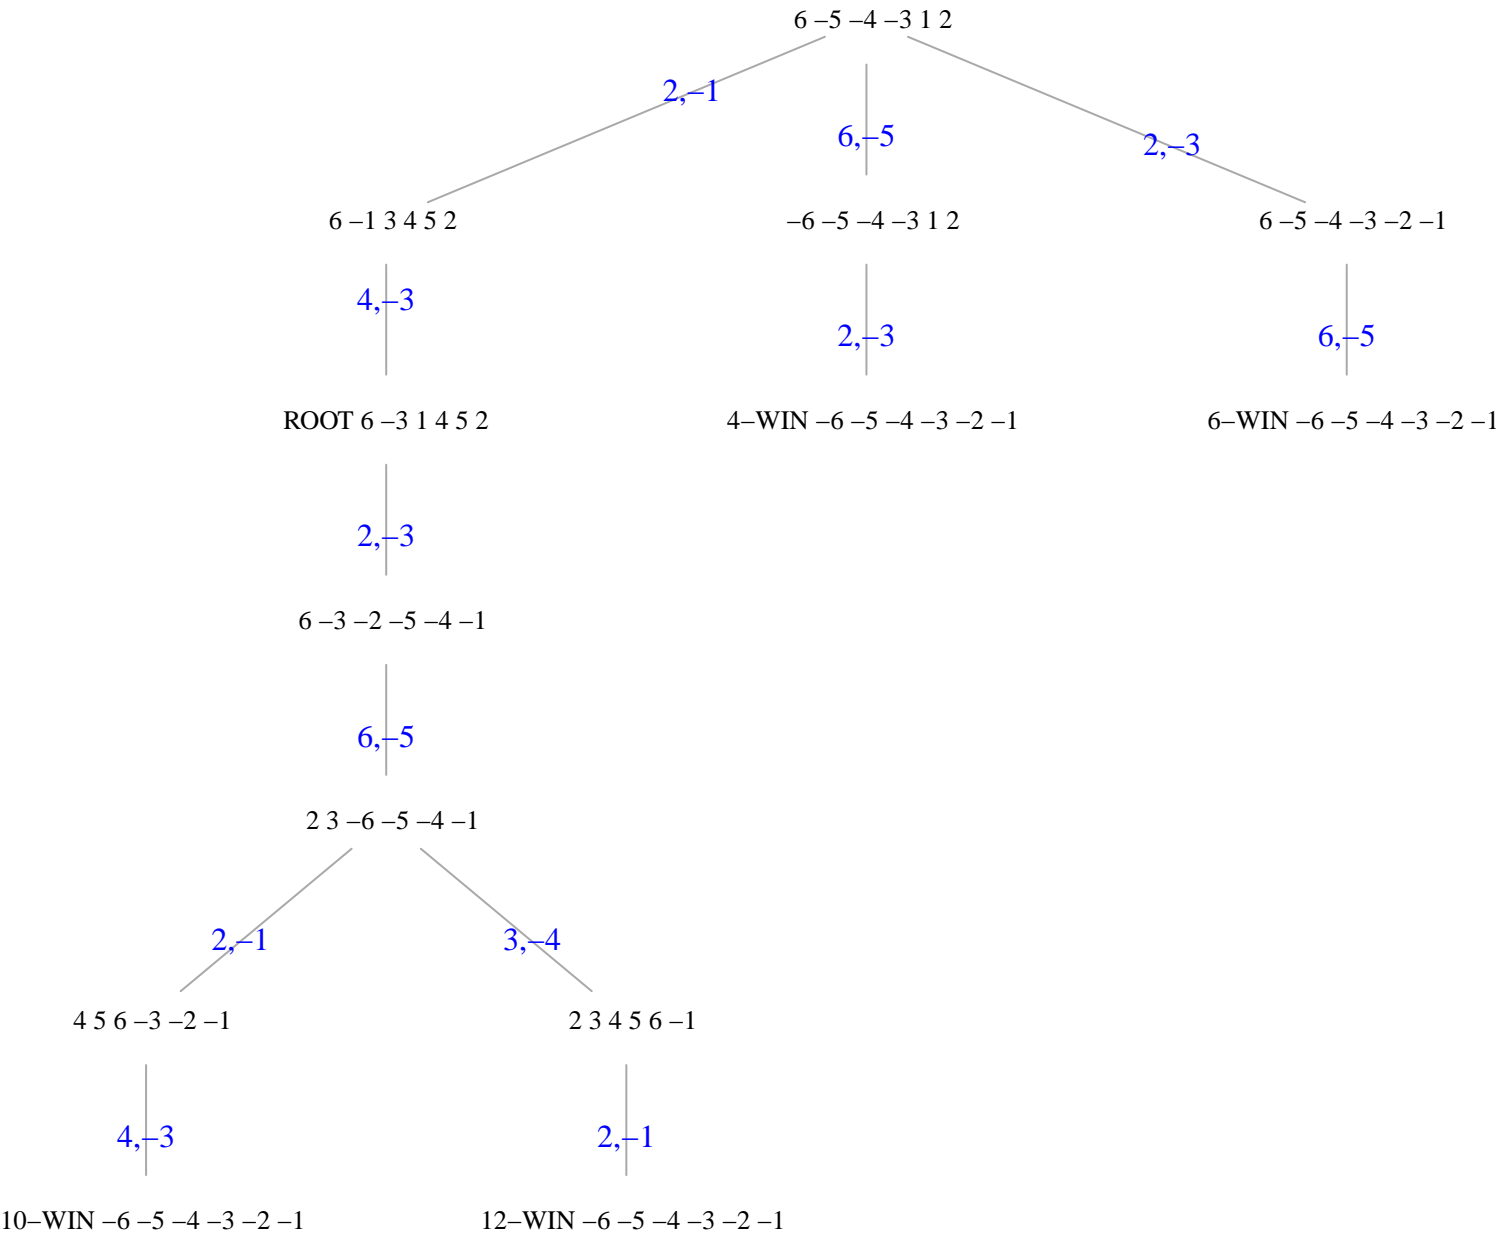 6 –5 –4 –3 1 2
2,–1
6,–5
2,–3
6 –1 3 4 5 2
–6 –5 –4 –3 1 2
6 –5 –4 –3 –2 –1
4,–3
2,–3
6,–5
ROOT 6 –3 1 4 5 2
4–WIN –6 –5 –4 –3 –2 –1
6–WIN –6 –5 –4 –3 –2 –1
2,–3
6 –3 –2 –5 –4 –1
6,–5
2 3 –6 –5 –4 –1
2,–1
3,–4
4 5 6 –3 –2 –1
2 3 4 5 6 –1
4,–3
2,–1
10–WIN –6 –5 –4 –3 –2 –1
12–WIN –6 –5 –4 –3 –2 –1